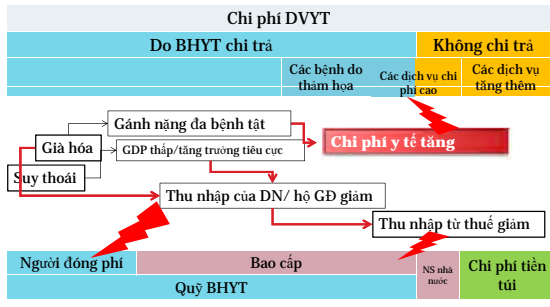 Chi phí DVYT
Do BHYT chi trả
Không chi trả
Các bệnh do
thảm họa
Các dịch vụ chi
phí cao
Các dịch vụ
tăng thêm
Gánh nặng đa bệnh tật
Già hóa
GDP thấp/tăng trưởng tiêu cực
Chi phí y tế tăng
Suy thoái
Thu nhập của DN/ hộ GĐ giảm
Thu nhập từ thuế giảm
Người đóng phí
Bao cấp
NS nhà
nước
Chi phí tiền
túi
Quỹ BHYT